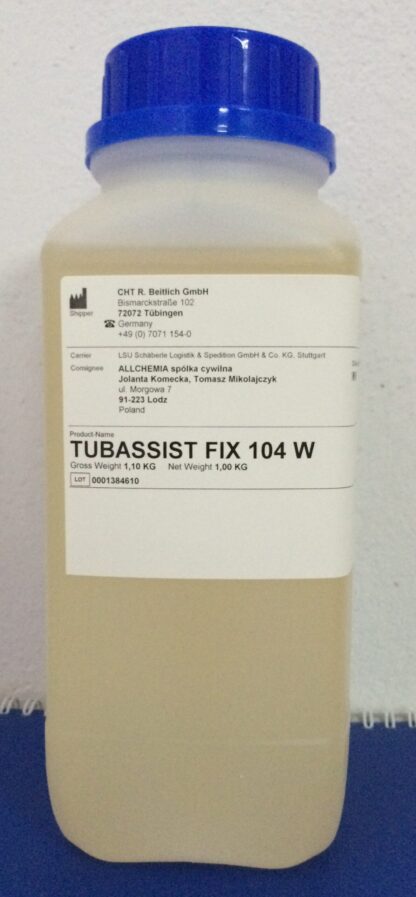 Shipper
CHT R. Beitlich GmbH
Bismarckstraße 102
72072 Tübingen
Germany
+49 (0) 7071 154-0
Carrier LSU Schäberle Logistik & Spedition GmbH & Co. KG, Stuttgart
Consignee ALLCHEMIA spólka cywilna
Jolanta Komecka, Tomasz Mikolajczyk
ul. Morgowa 7
91-223 Lodz
Poland
Product-Name
TUBASSIST FIX 104 W
Gross Weight 1,10 KG Net Weight 1,00 KG
LOT 0001384610